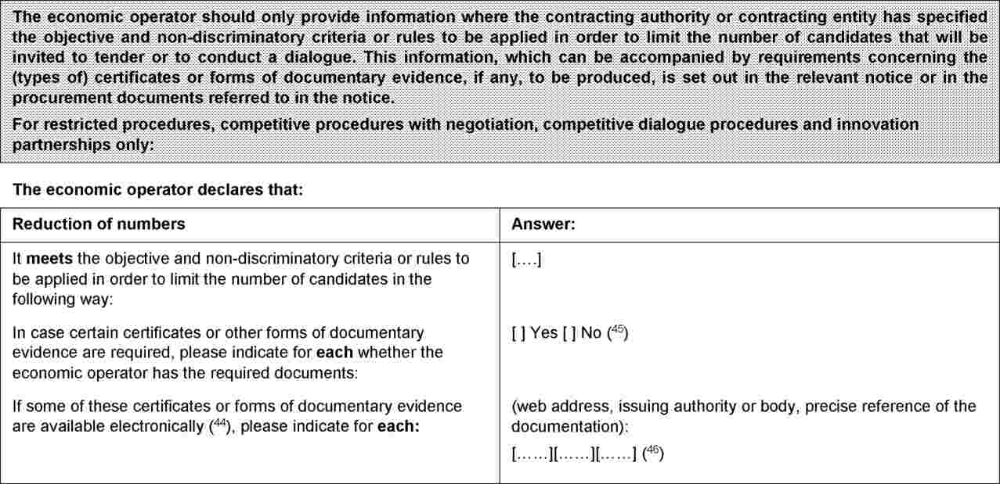 The economic operator should only provide information where the contracting authority or contracting entity has specified
the objective and non-discriminatory criteria or rules to be applied in order to limit the number of candidates that will be
invited to tender or to conduct a dialogue. This information, which can be accompanied by requirements concerning the
(types of) certificates or forms of documentary evidence, if any, to be produced, is set out in the relevant notice or in the
procurement documents referred to in the notice.
For restricted procedures, competitive procedures with negotiation, competitive dialogue procedures and innovation
partnerships only:
The economic operator declares that:
Reduction of numbers
Answer:
It meets the objective and non-discriminatory criteria or rules to
be applied in order to limit the number of candidates in the
following way:
[….]
In case certain certificates or other forms of documentary
evidence are required, please indicate for each whether the
economic operator has the required documents:
[ ] Yes [ ] No (45)
If some of these certificates or forms of documentary evidence
are available electronically (44), please indicate for each:
(web address, issuing authority or body, precise reference of the
documentation):
[……][……][……] (46)